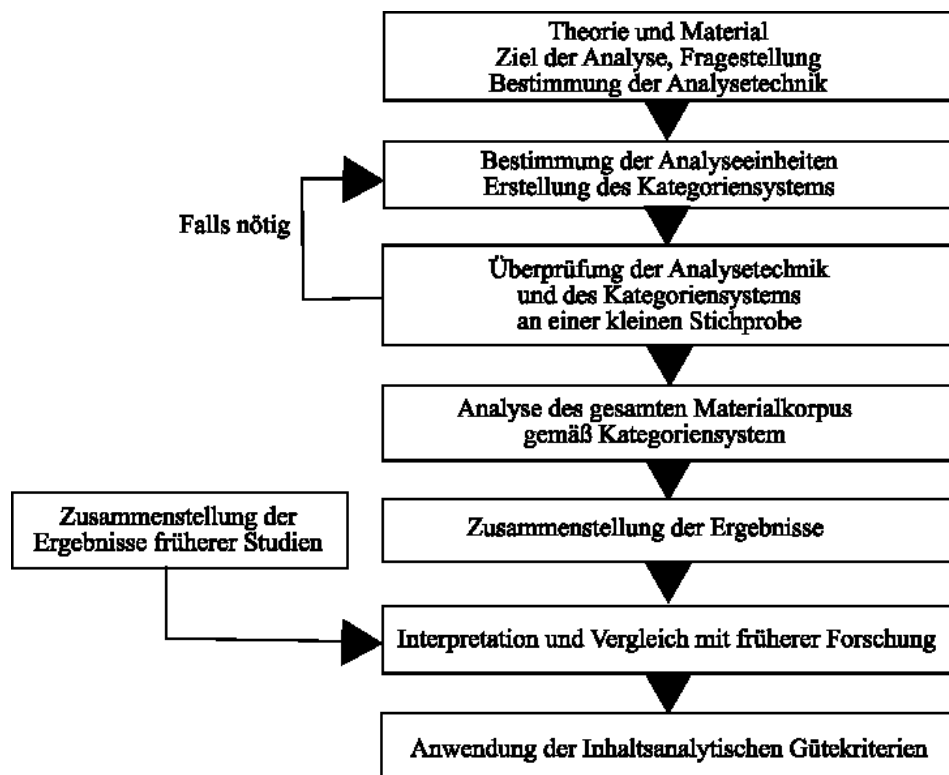 Theorie und Material
Ziel der Analyse, Fragestellung
Bestimmung der Analysetechnik
Bestimmung der Analyseeinheiten
Erstellung des Kategoriensystems
Falls nötig
Überprüfung der Analysetechnik
und des Kategoriensystems
an einer kleinen Stichprobe
Analyse des gesamten Materialkorpus
gemäß Kategoriensystem
Zusammenstellung der
Ergebnisse früherer Studien
Zusammenstellung der Ergebnisse
Interpretation und Vergleich mit früherer Forschung
Anwendung der Inhaltsanalytischen Gütekriterien